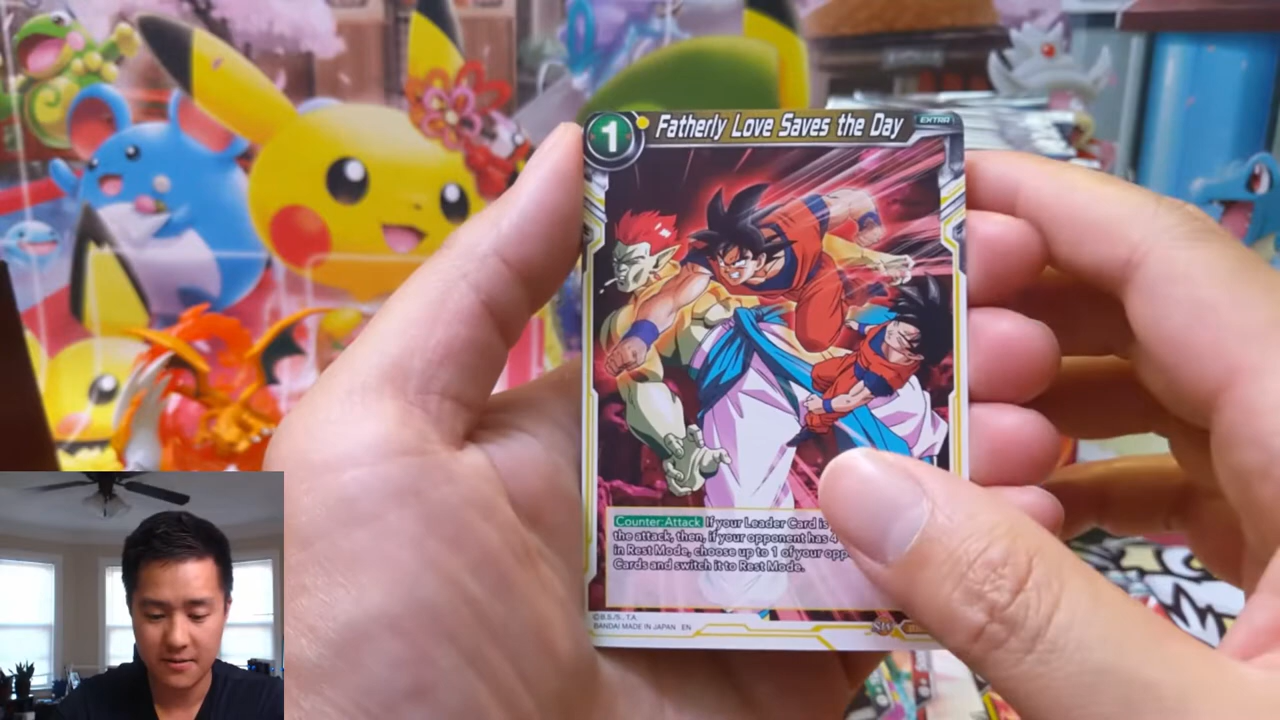 1
Fatherly Love Saves the Day
EXTRA
Counter:Attack If your Leader Card is
the attack, then, if your opponent has 4
in Rest Mode, choose up to 1 of your opp
Cards and switch it to Rest Mode.
©B.S./S., T.A.
BANDAI MADE IN JAPAN EN